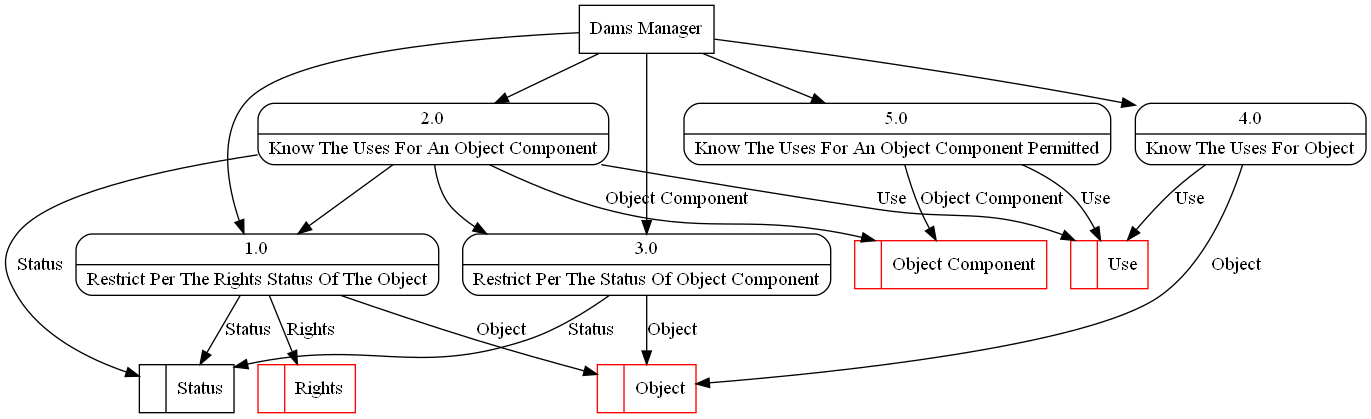 Dams Manager
2.0
Know The Uses For An Object Component
5.0
Know The Uses For An Object Component Permitted
4.0
Know The Uses For Object
Object Component
Use
Object Component
Use
Use
1.0
Restrict Per The Rights Status Of The Object
3.0
Restrict Per The Status Of Object Component
Object Component
Use
Status
Object
Status
Rights
Object
Status
Object
Status
Rights
Object